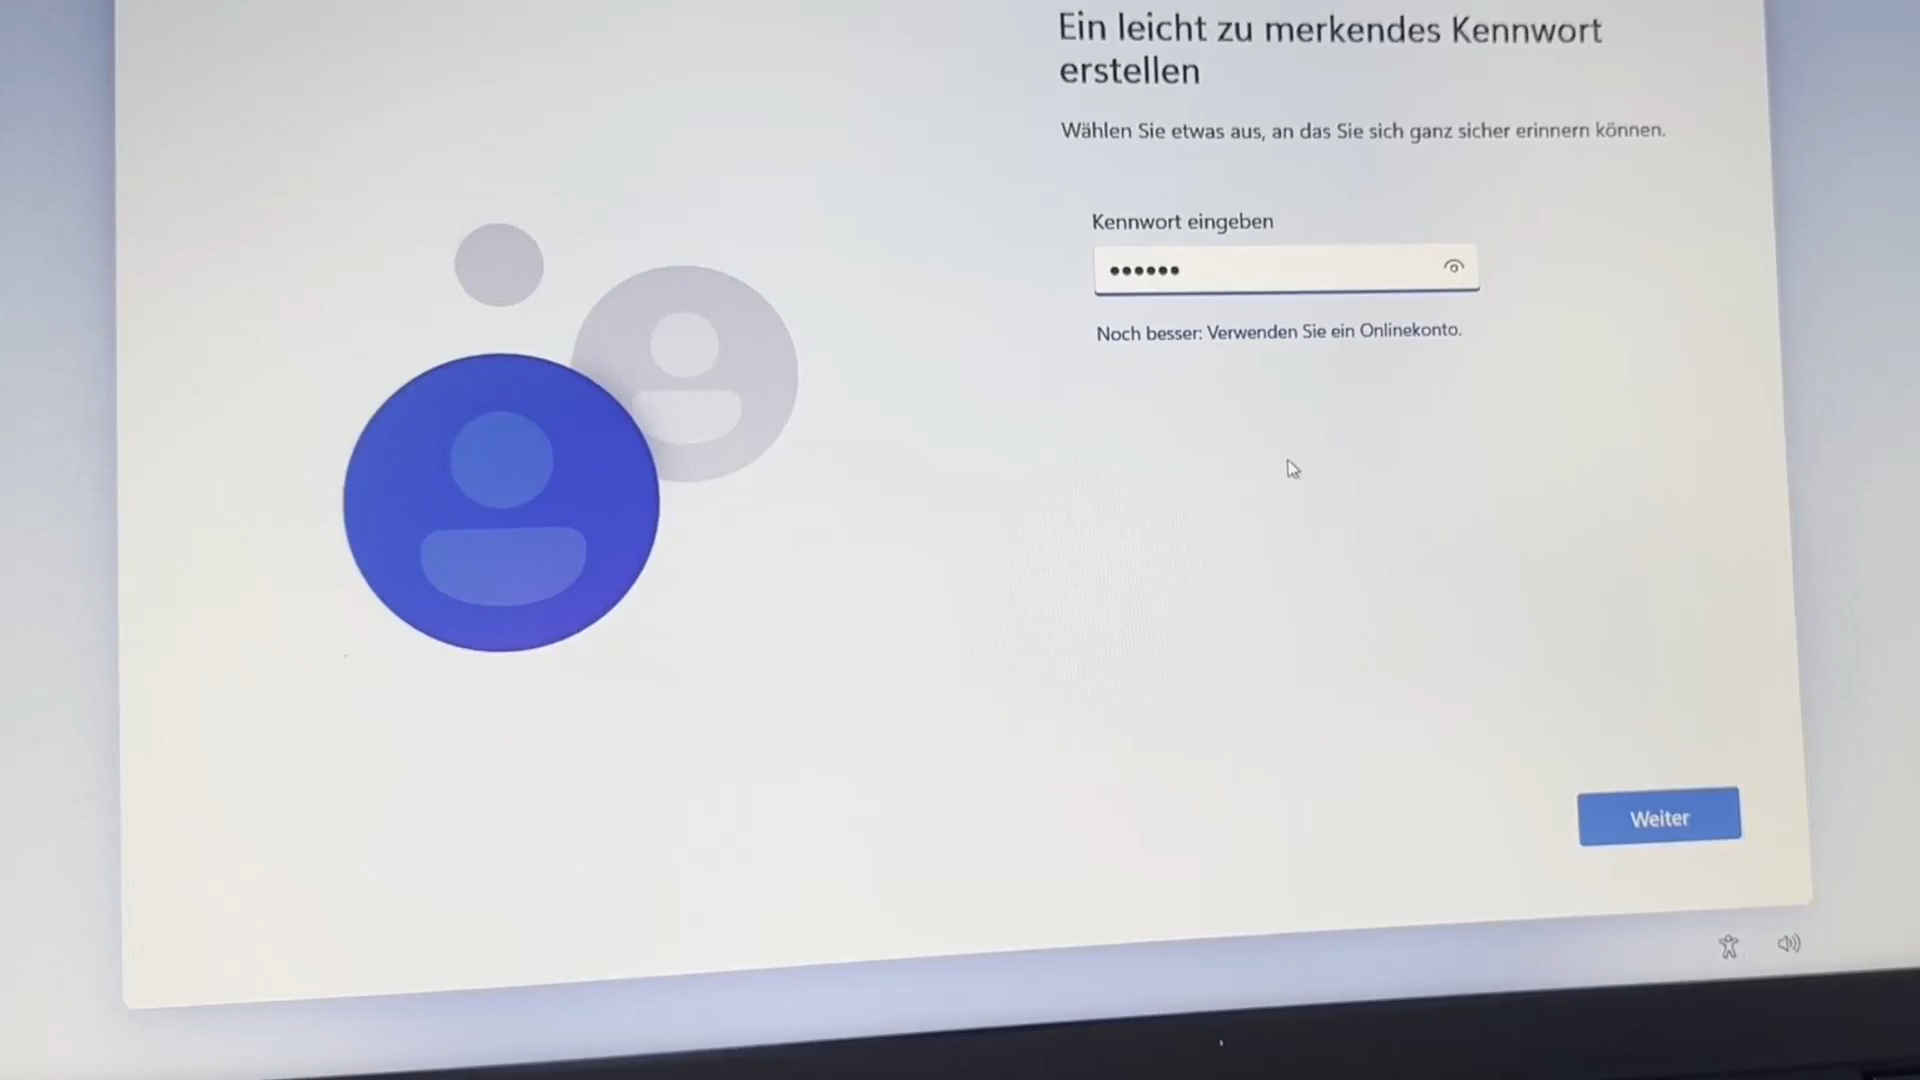 Ein leicht zu merkendes Kennwort
erstellen
Wählen Sie etwas aus, an das Sie sich ganz sicher erinnern können.
Kennwort eingeben
••••••
Noch besser: Verwenden Sie ein Onlinekonto.
Weiter